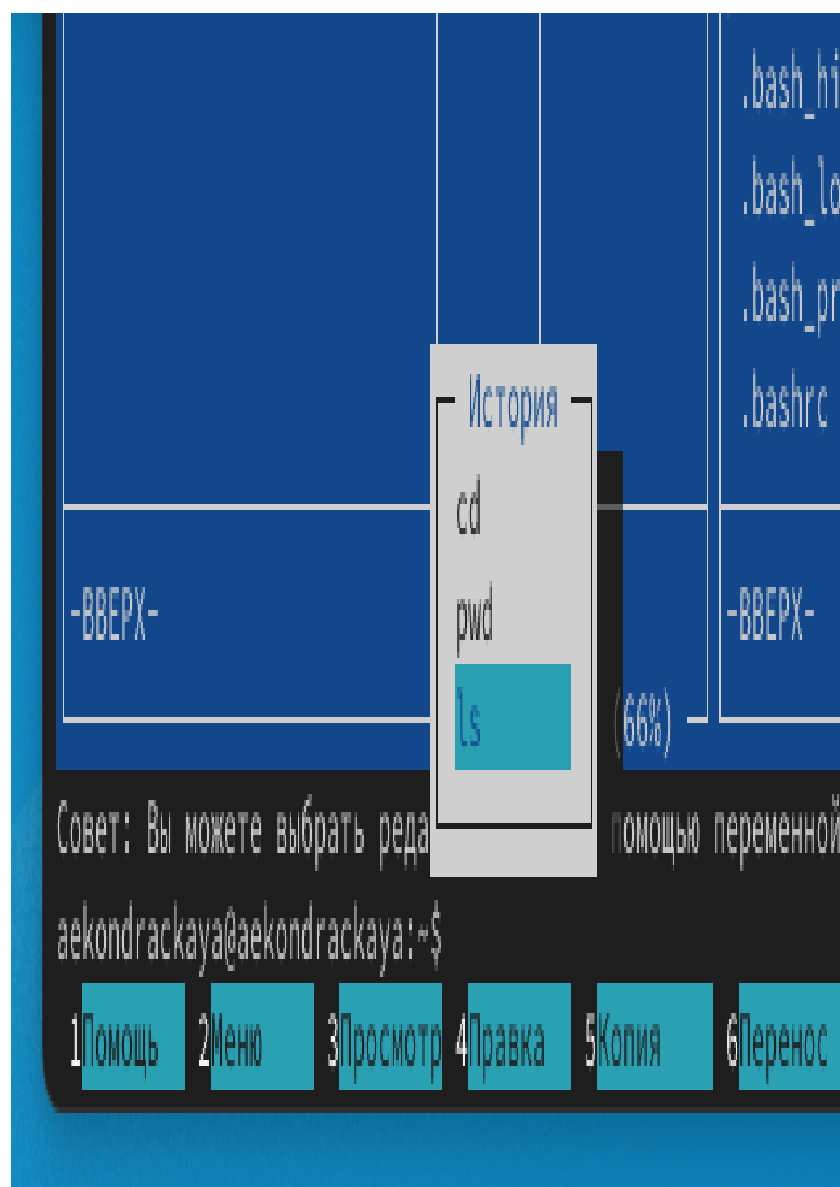 .bash_hi
.bash_lo
.bash_pr
.bashrc
История
cd
pwd
ls
-ВВЕРХ-
-ВВЕРХ-
(66%)
Совет: Вы можете выбрать реда помощью переменной
aekondrackaya@aekondrackaya:~$
1Помощь 2Меню 3Просмотр 4Правка 5Копия 6Перенос